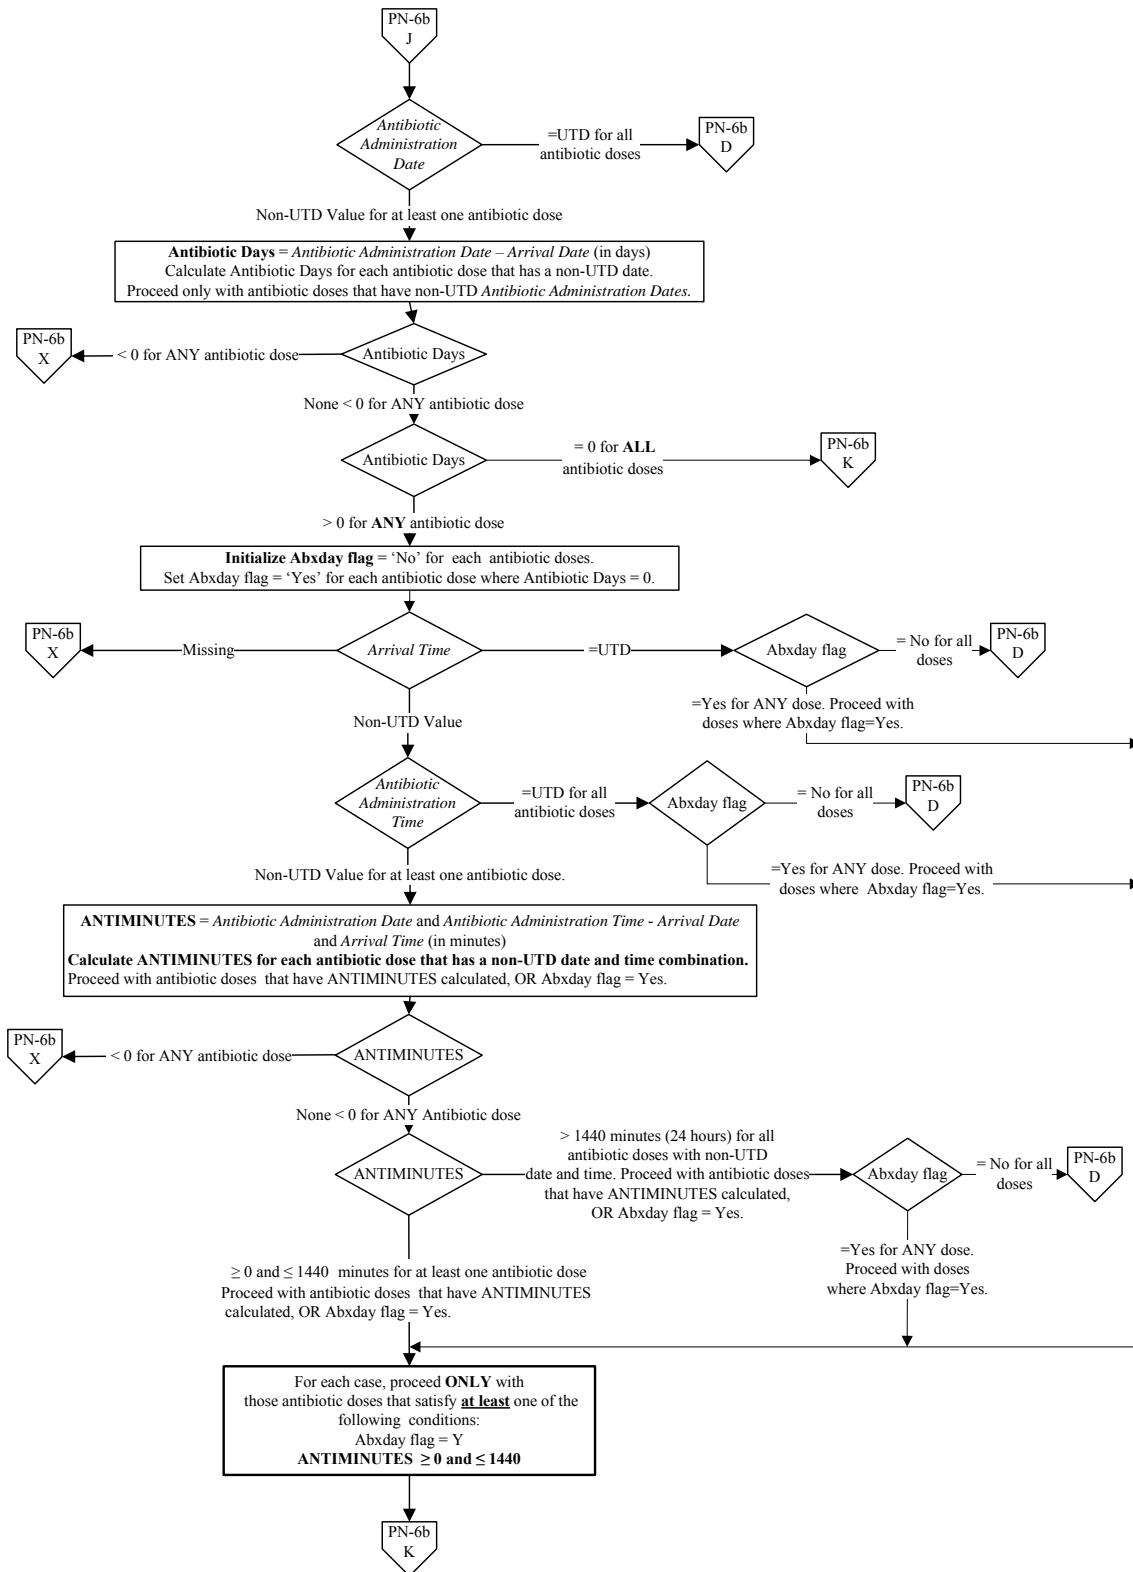 PN-6b
J
Antibiotic
Administration
Date
=UTD for all
antibiotic doses
PN-6b
D
Non-UTD Value for at least one antibiotic dose
Antibiotic Days = Antibiotic Administration Date – Arrival Date (in days)
Calculate Antibiotic Days for each antibiotic dose that has a non-UTD date.
Proceed only with antibiotic doses that have non-UTD Antibiotic Administration Dates.
PN-6b
X
< 0 for ANY antibiotic dose
Antibiotic Days
None < 0 for ANY antibiotic dose
Antibiotic Days
= 0 for ALL
antibiotic doses
PN-6b
K
> 0 for ANY antibiotic dose
Initialize Abxday flag = ‘No’ for each antibiotic doses.
Set Abxday flag = ‘Yes’ for each antibiotic dose where Antibiotic Days = 0.
PN-6b
X
Missing
Arrival Time
=UTD
Abxday flag
= No for all
doses
PN-6b
D
=Yes for ANY dose. Proceed with
doses where Abxday flag=Yes.
Non-UTD Value
Antibiotic
Administration
Time
=UTD for all
antibiotic doses
Abxday flag
= No for all
doses
PN-6b
D
=Yes for ANY dose. Proceed with
doses where Abxday flag=Yes.
Non-UTD Value for at least one antibiotic dose.
ANTIMINUTES = Antibiotic Administration Date and Antibiotic Administration Time - Arrival Date
and Arrival Time (in minutes)
Calculate ANTIMINUTES for each antibiotic dose that has a non-UTD date and time combination.
Proceed with antibiotic doses that have ANTIMINUTES calculated, OR Abxday flag = Yes.
PN-6b
X
< 0 for ANY antibiotic dose
ANTIMINUTES
None < 0 for ANY Antibiotic dose
ANTIMINUTES
> 1440 minutes (24 hours) for all
antibiotic doses with non-UTD
date and time. Proceed with antibiotic doses
that have ANTIMINUTES calculated,
OR Abxday flag = Yes.
Abxday flag
= No for all
doses
PN-6b
D
=Yes for ANY dose.
Proceed with doses
where Abxday flag=Yes.
≥ 0 and ≤ 1440 minutes for at least one antibiotic dose
Proceed with antibiotic doses that have ANTIMINUTES
calculated, OR Abxday flag = Yes.
For each case, proceed ONLY with
those antibiotic doses that satisfy at least one of the
following conditions:
Abxday flag = Y
ANTIMINUTES ≥ 0 and ≤ 1440
PN-6b
K